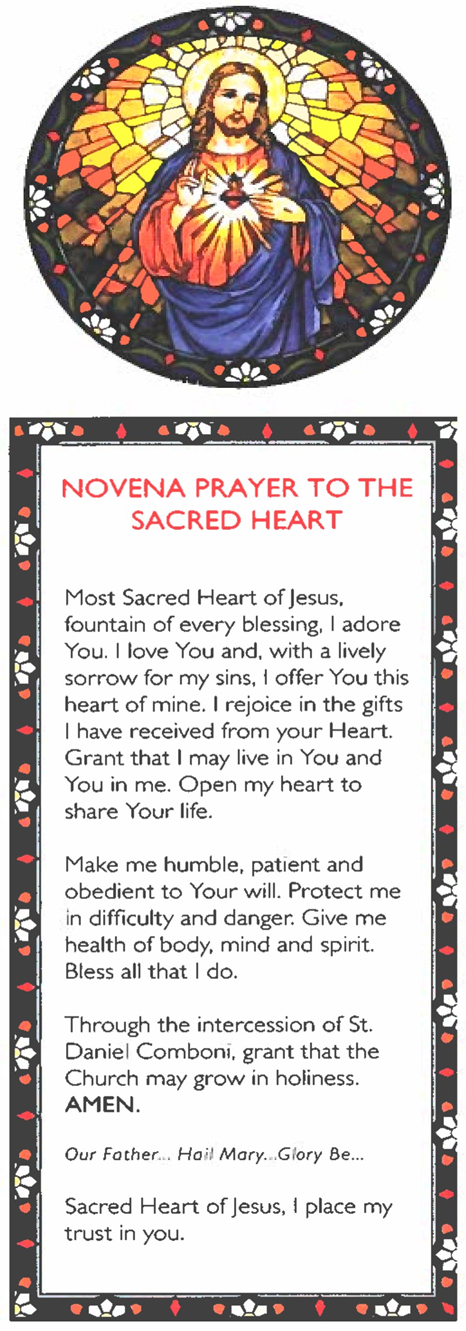 NOVENA PRAYER TO THE
SACRED HEART
Most Sacred Heart of Jesus,
fountain of every blessing, I adore
You. I love You and, with a lively
sorrow for my sins, I offer You this
heart of mine. I rejoice in the gifts
I have received from your Heart.
Grant that I may live in You and
You in me. Open my heart to
share Your life.
Make me humble, patient and
obedient to Your will. Protect me
in difficulty and danger. Give me
health of body, mind and spirit.
Bless all that I do.
Through the intercession of St.
Daniel Comboni, grant that the
Church may grow in holiness.
AMEN.
Our Father... Hail Mary...Glory Be...
Sacred Heart of Jesus, I place my
trust in you.